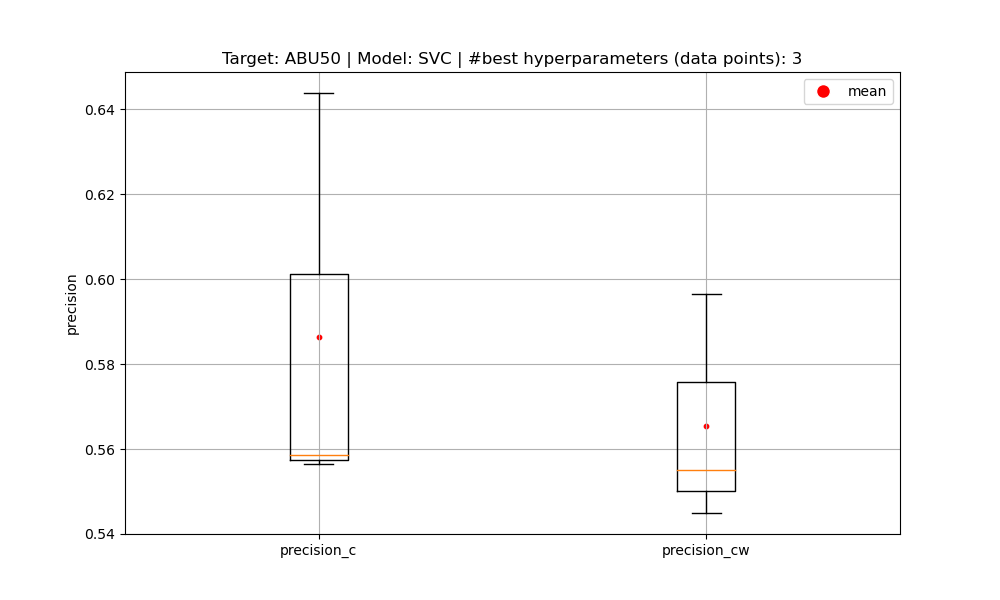 Target: ABU50 | Model: SVC | #best hyperparameters (data points): 3
mean
0.64
0.62
0.60
0.58
0.56
0.54
precision
precision_c
precision_cw